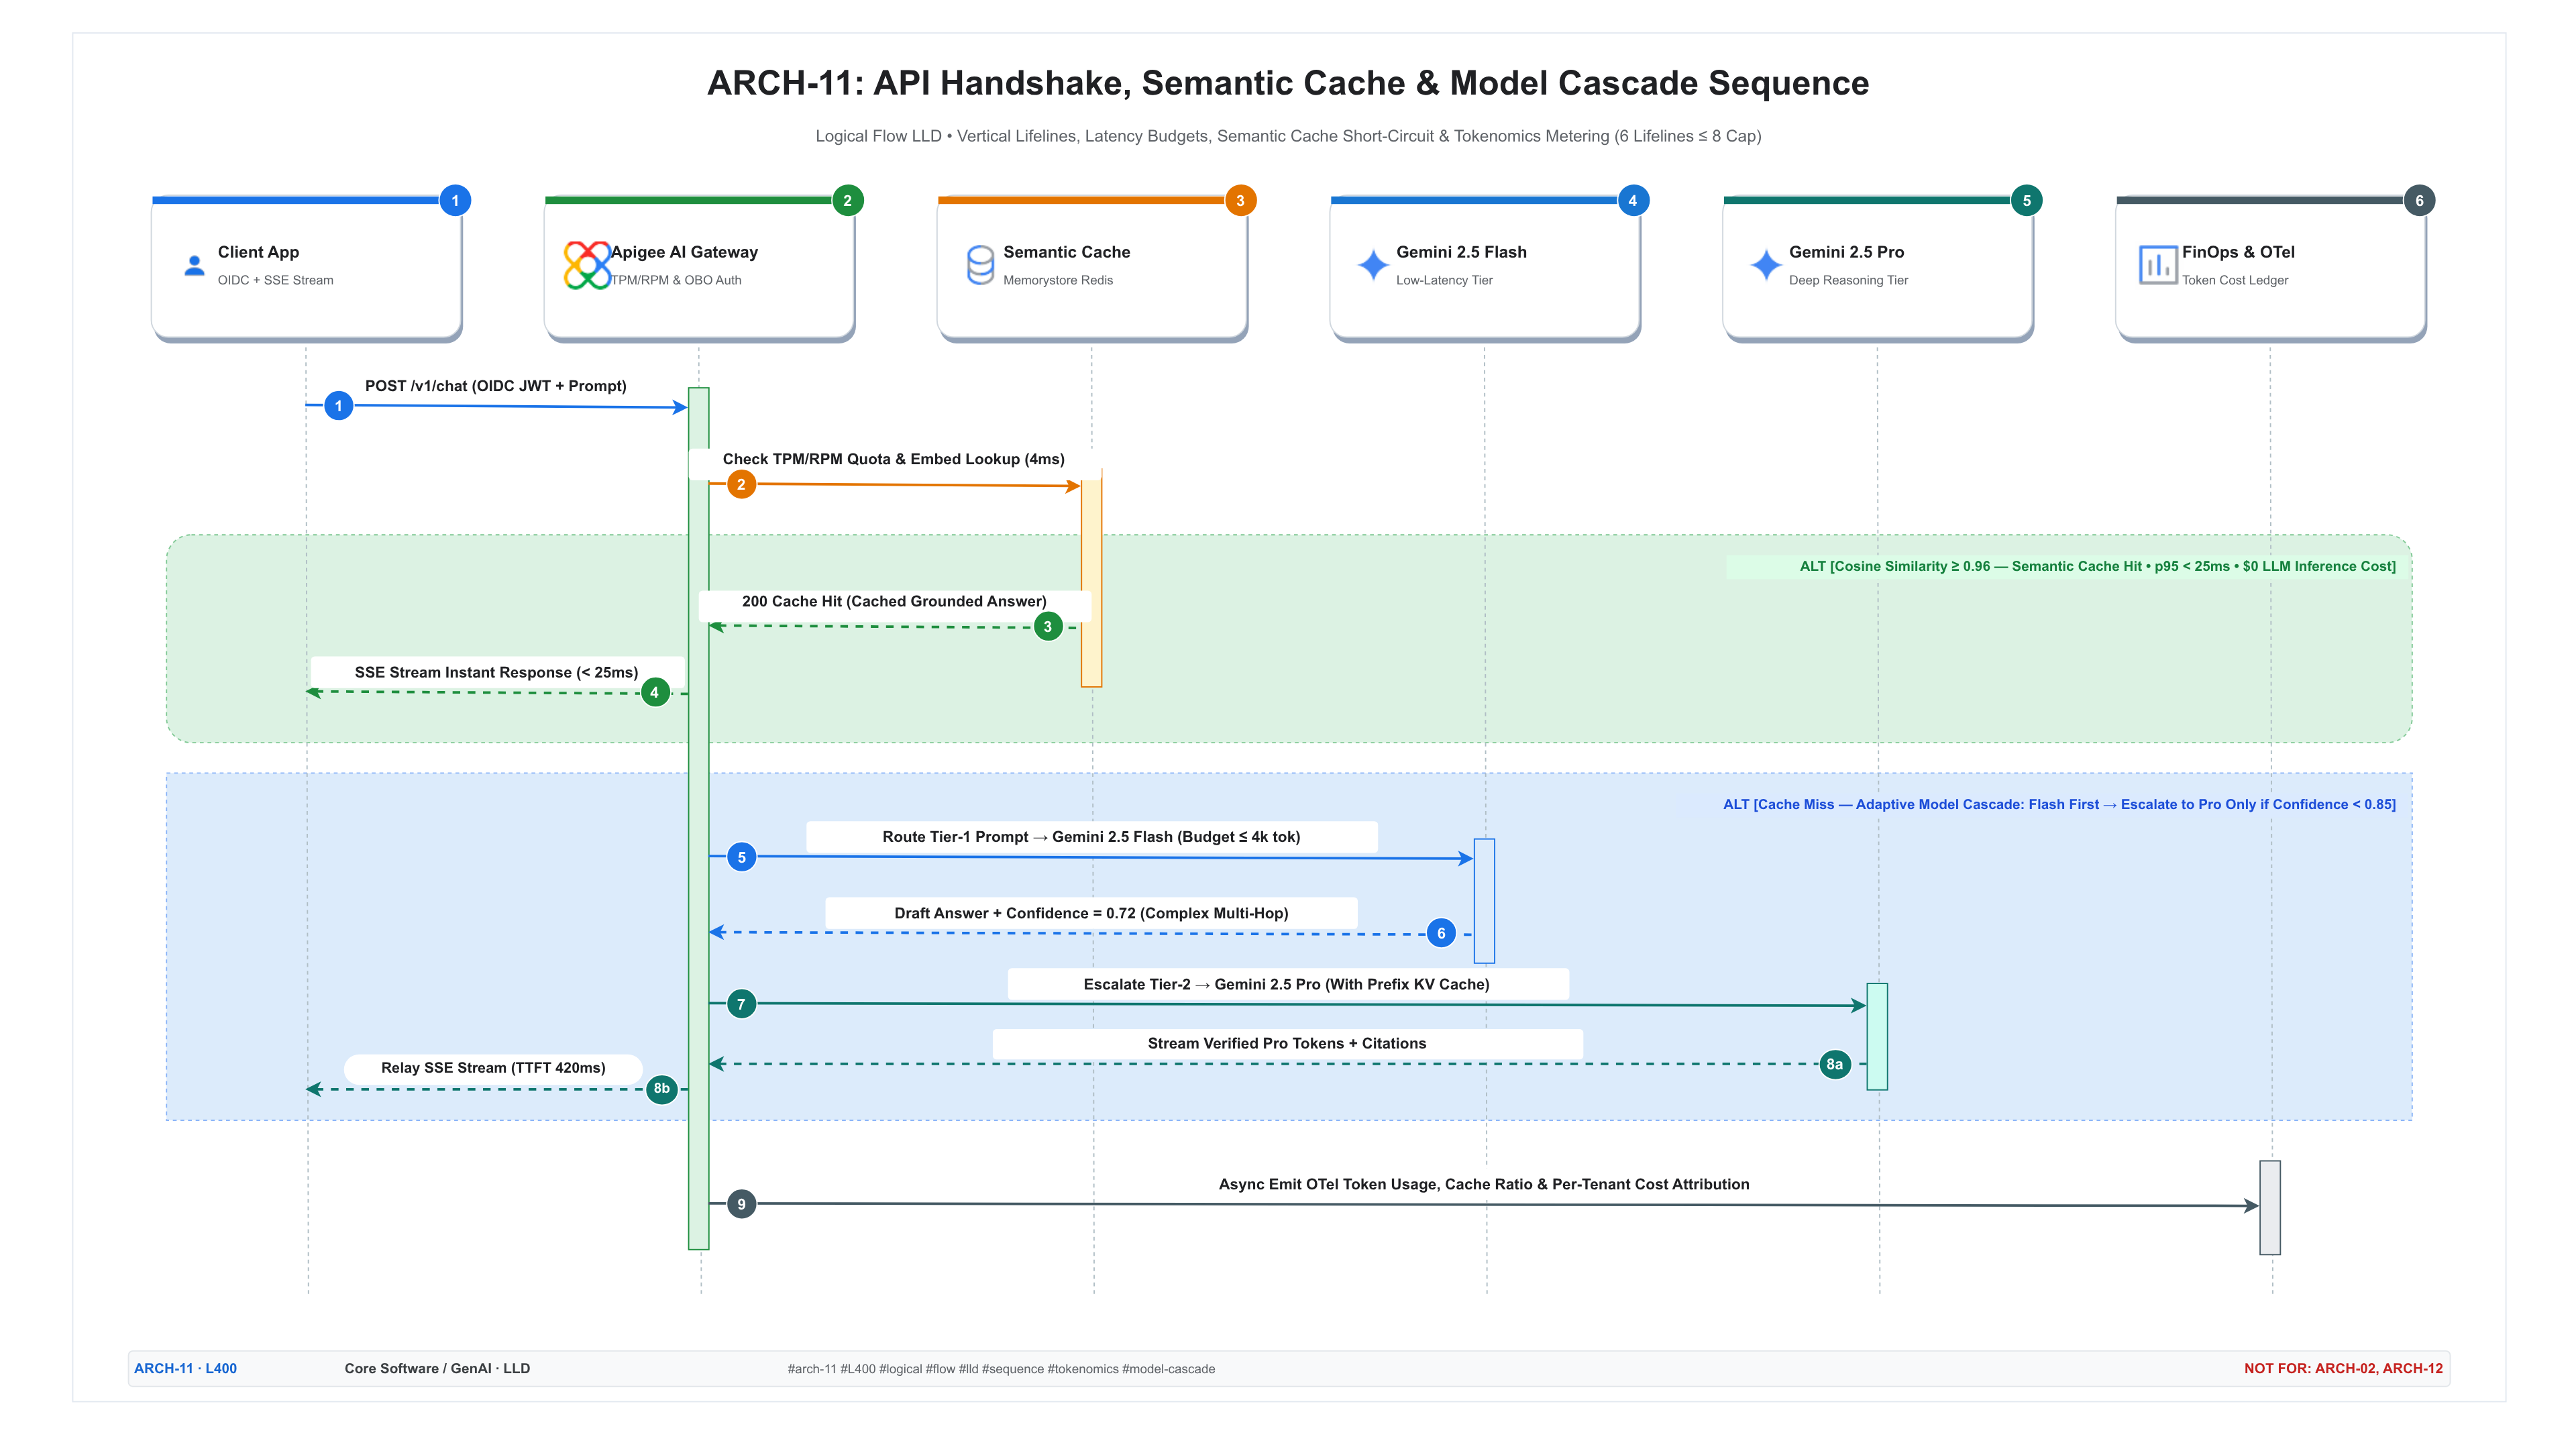 ARCH-11: API Handshake, Semantic Cache & Model Cascade Sequence
Logical Flow LLD • Vertical Lifelines, Latency Budgets, Semantic Cache Short-Circuit & Tokenomics Metering (6 Lifelines ≤ 8 Cap)
1
Client App
OIDC + SSE Stream
2
Apigee AI Gateway
TPM/RPM & OBO Auth
3
Semantic Cache
Memorystore Redis
4
Gemini 2.5 Flash
Low-Latency Tier
5
Gemini 2.5 Pro
Deep Reasoning Tier
6
FinOps & OTel
Token Cost Ledger
POST /v1/chat (OIDC JWT + Prompt)
1
Check TPM/RPM Quota & Embed Lookup (4ms)
2
ALT [Cosine Similarity ≥ 0.96 — Semantic Cache Hit • p95 < 25ms • $0 LLM Inference Cost]
200 Cache Hit (Cached Grounded Answer)
3
SSE Stream Instant Response (< 25ms)
4
ALT [Cache Miss — Adaptive Model Cascade: Flash First → Escalate to Pro Only if Confidence < 0.85]
Route Tier-1 Prompt → Gemini 2.5 Flash (Budget ≤ 4k tok)
5
Draft Answer + Confidence = 0.72 (Complex Multi-Hop)
6
Escalate Tier-2 → Gemini 2.5 Pro (With Prefix KV Cache)
7
Stream Verified Pro Tokens + Citations
8a
Relay SSE Stream (TTFT 420ms)
8b
Async Emit OTel Token Usage, Cache Ratio & Per-Tenant Cost Attribution
9
ARCH-11 · L400
Core Software / GenAI · LLD
#arch-11 #L400 #logical #flow #lld #sequence #tokenomics #model-cascade
NOT FOR: ARCH-02, ARCH-12